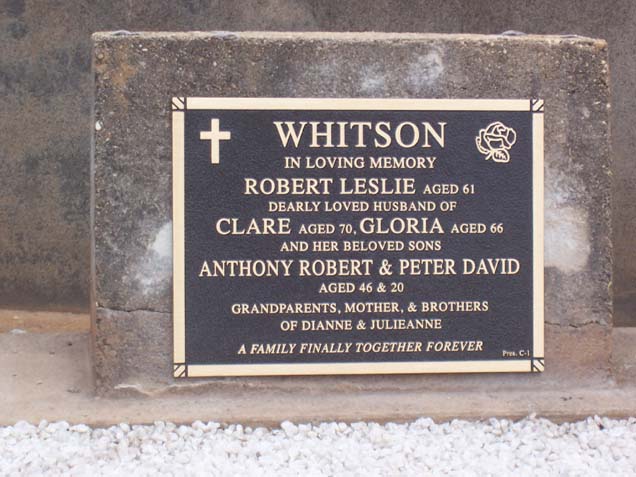 WHITSON
IN LOVING MEMORY
ROBERT LESLIE AGED 61
DEARLY LOVED HUSBAND OF
CLARE AGED 70, GLORIA AGED 66
AND HER BELOVED SONS
ANTHONY ROBERT & PETER DAVID
AGED 46 & 20
GRANDPARENTS, MOTHER, & BROTHERS
OF DIANNE & JULIEANNE
A FAMILY FINALLY TOGETHER FOREVER
Pres. C-1